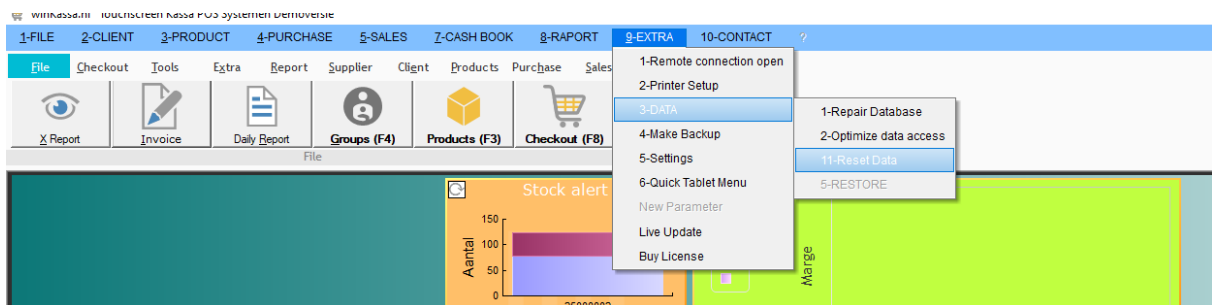 winkassa.nl - Touchscreen Kassa POS Systemen Demoversie
1-FILE 2-CLIENT 3-PRODUCT 4-PURCHASE 5-SALES 7-CASH BOOK 8-RAPORT 9-EXTRA 10-CONTACT ?
File Checkout Tools Extra Report Supplier Client Products Purchase Sales
X Report Invoice Daily Report Groups (F4) Products (F3) Checkout (F8)
File
1-Remote connection open
2-Printer Setup
3-DATA
4-Make Backup
5-Settings
6-Quick Tablet Menu
New Parameter
Live Update
Buy License
1-Repair Database
2-Optimize data access
11-Reset Data
5-RESTORE
Stock alert
Aantal
150
100
50
0
25000002
Marge